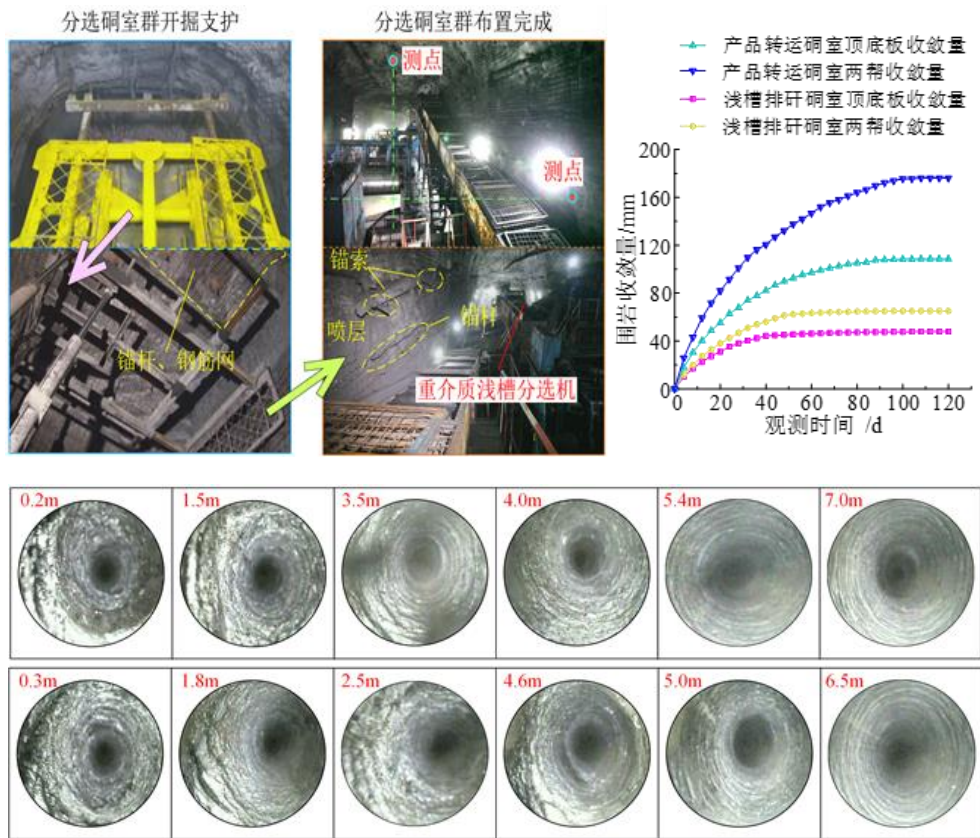 分选硐室群开掘支护
分选硐室群布置完成
测点
测点
锚杆、钢筋网
锚索
喷层
锚杆
重介质浅槽分选机
产品转运硐室顶底板收敛量
产品转运硐室两帮收敛量
浅槽排矸硐室顶底板收敛量
浅槽排矸硐室两帮收敛量
围岩收敛量/mm
200
160
120
80
40
0
0 20 40 60 80 100 120
观测时间 /d
0.2m 1.5m 3.5m 4.0m 5.4m 7.0m
0.3m 1.8m 2.5m 4.6m 5.0m 6.5m